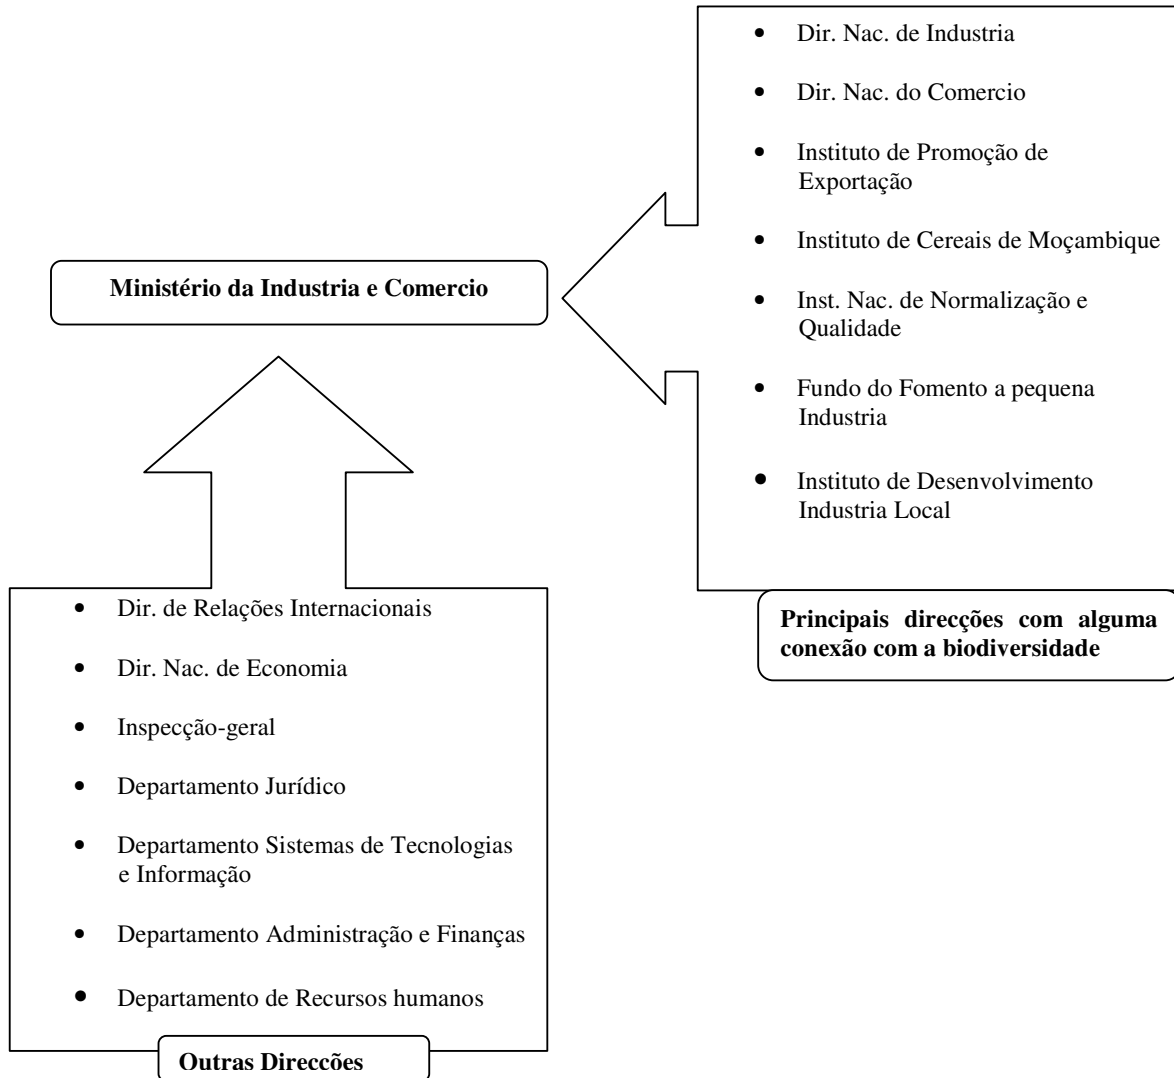 • Dir. Nac. de Industria
• Dir. Nac. do Comercio
• Instituto de Promoção de
Exportação
• Instituto de Cereais de Moçambique
• Inst. Nac. de Normalização e
Qualidade
• Fundo do Fomento a pequena
Industria
• Instituto de Desenvolvimento
Industria Local
Principais direcções com alguma
conexão com a biodiversidade
Ministério da Industria e Comercio
• Dir. de Relações Internacionais
• Dir. Nac. de Economia
• Inspecção-geral
• Departamento Jurídico
• Departamento Sistemas de Tecnologias
e Informação
• Departamento Administração e Finanças
• Departamento de Recursos humanos
Outras Direccões